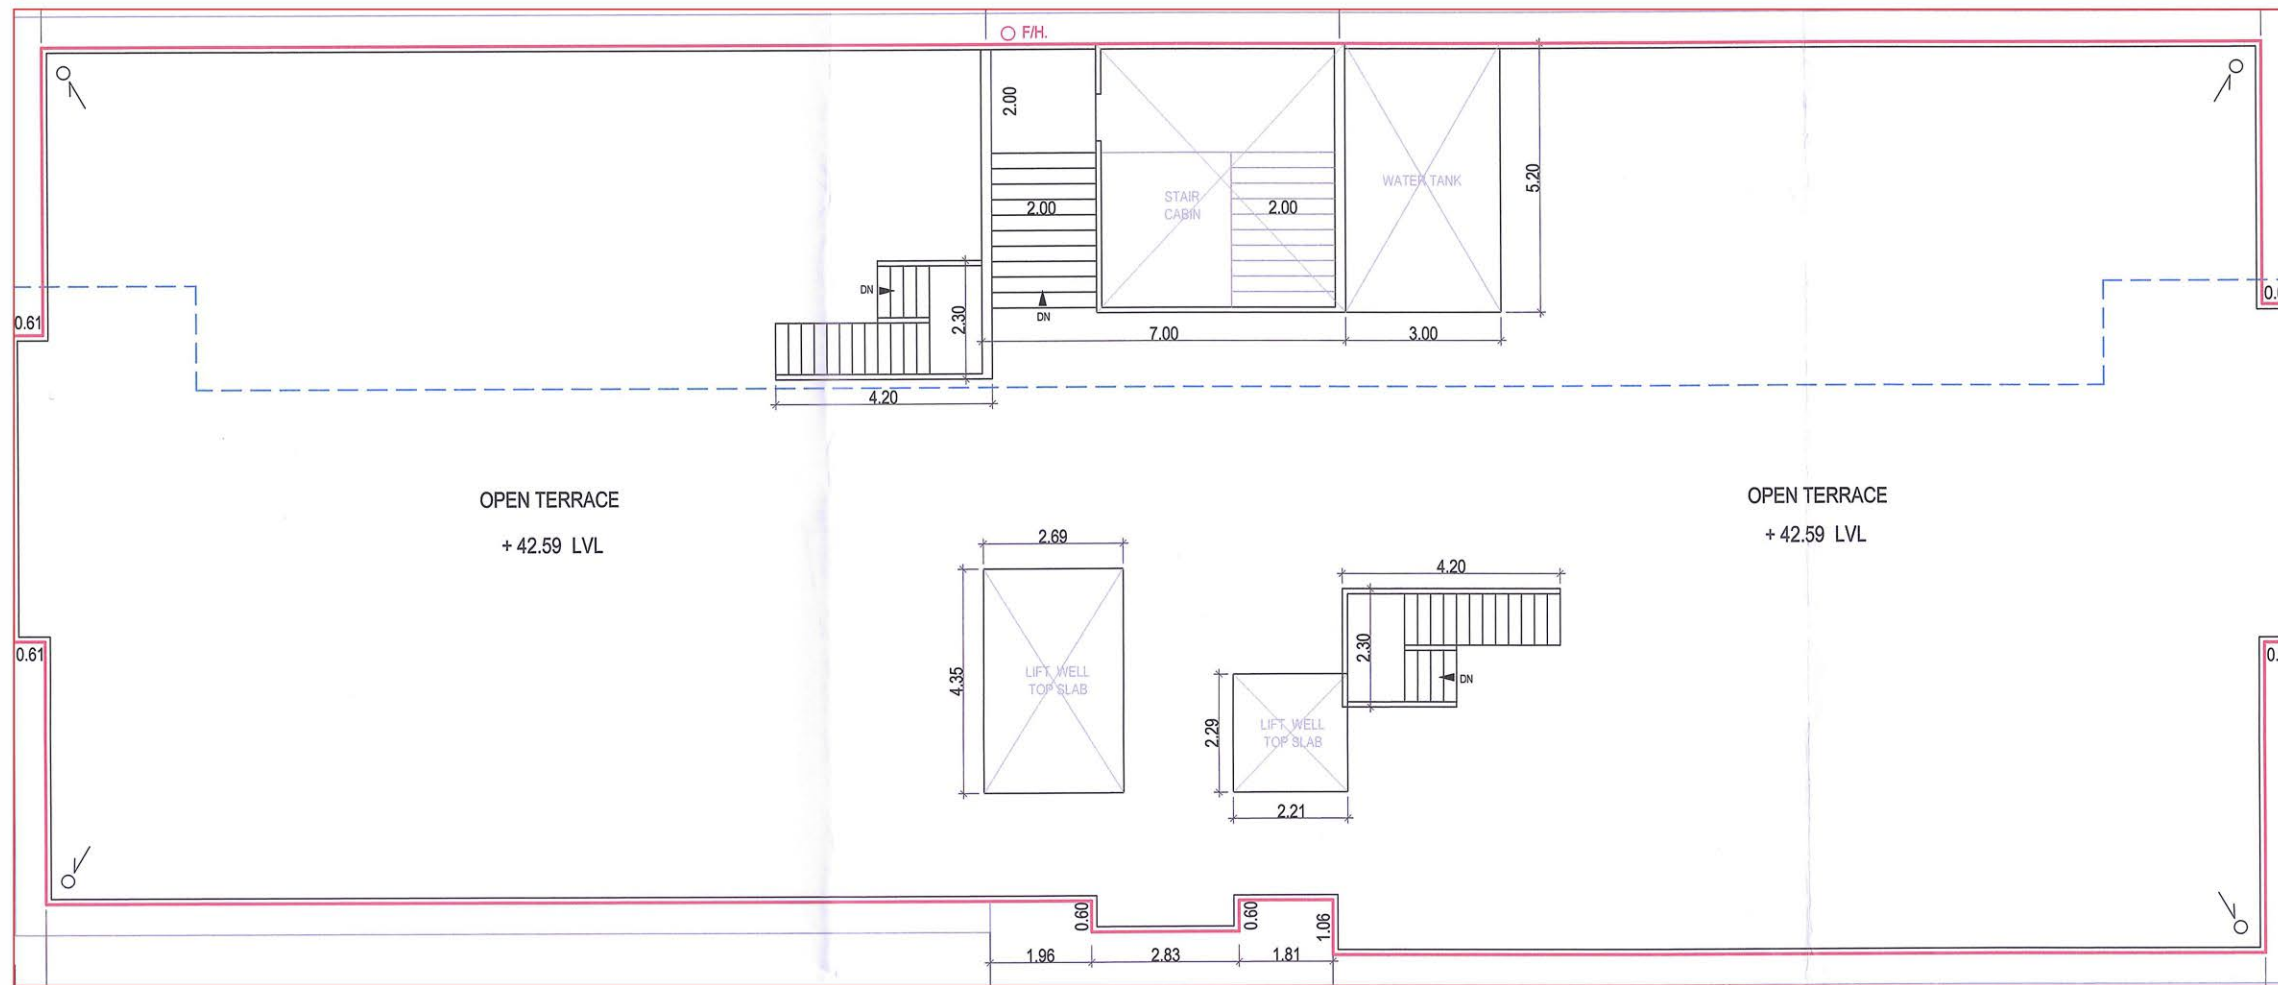 F/H.
2.00
STAIR
CABIN
2.00
2.00
WATER TANK
5.20
DN
2.30
DN
0.61
0.
7.00
3.00
4.20
OPEN TERRACE
+ 42.59 LVL
OPEN TERRACE
+ 42.59 LVL
2.69
4.35
LIFT WELL
TOP SLAB
4.20
2.30
DN
2.29
LIFT WELL
TOP SLAB
2.21
0.61
0.
0.60
0.60
1.06
1.96
2.83
1.81